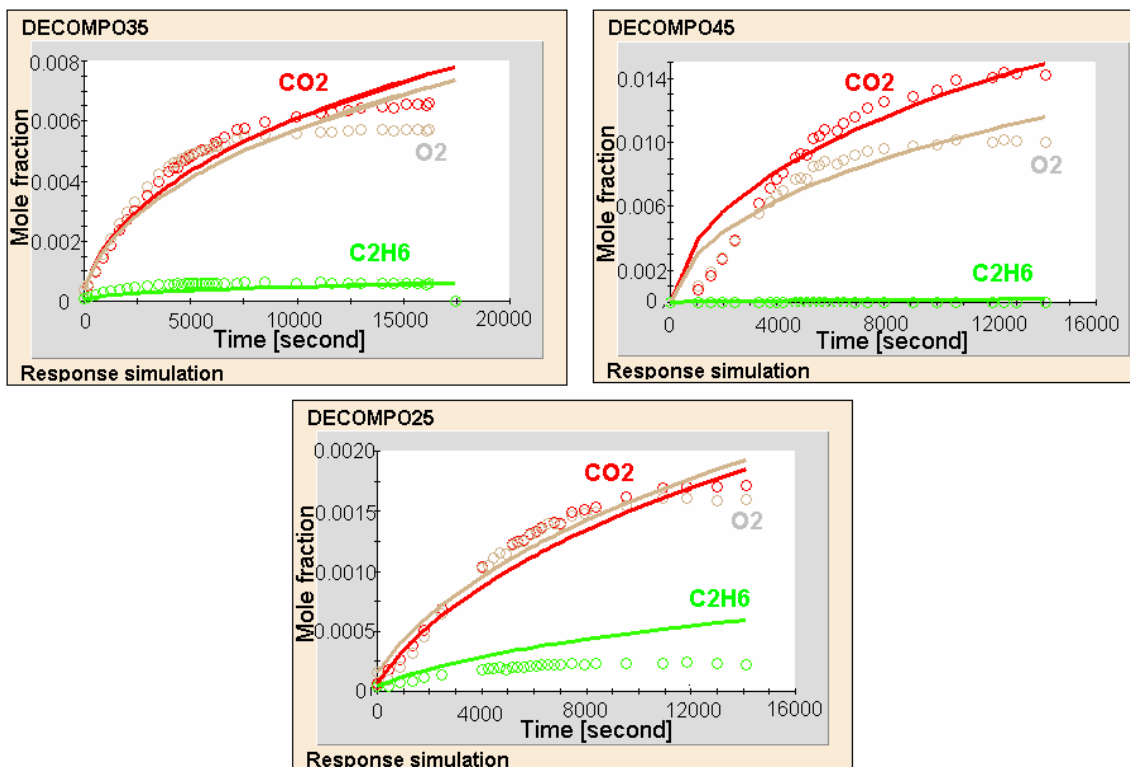 DECOMPO35
0.008
0.006
0.004
0.002
0
Mole fraction
CO2
O2
C2H6
0 5000 10000 15000 20000
Time [second]
Response simulation
DECOMPO45
0.014
0.010
0.006
0.002
0
Mole fraction
CO2
O2
C2H6
0 4000 8000 12000 16000
Time [second]
Response simulation
DECOMPO25
0.0020
0.0015
0.0010
0.0005
0
Mole fraction
CO2
O2
C2H6
0 4000 8000 12000 16000
Time [second]
Response simulation